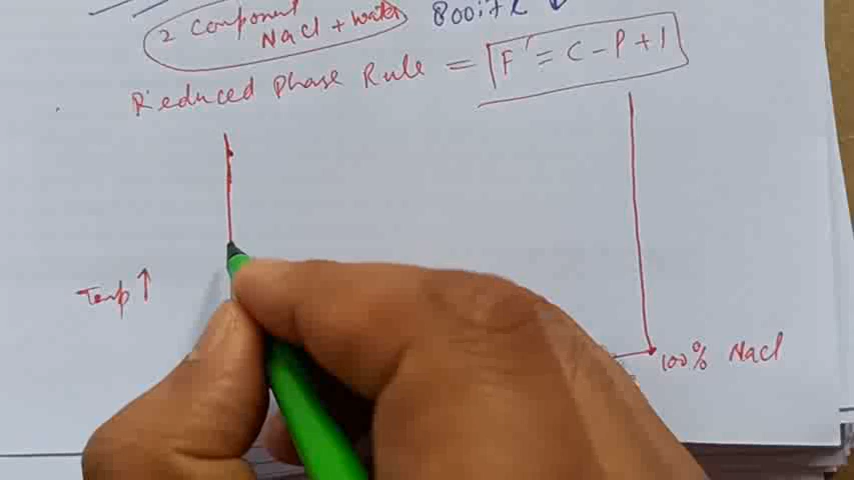 2 component
NaCl + water
Reduced Phase Rule = F' = C - P + 1
Temp ↑
100% NaCl